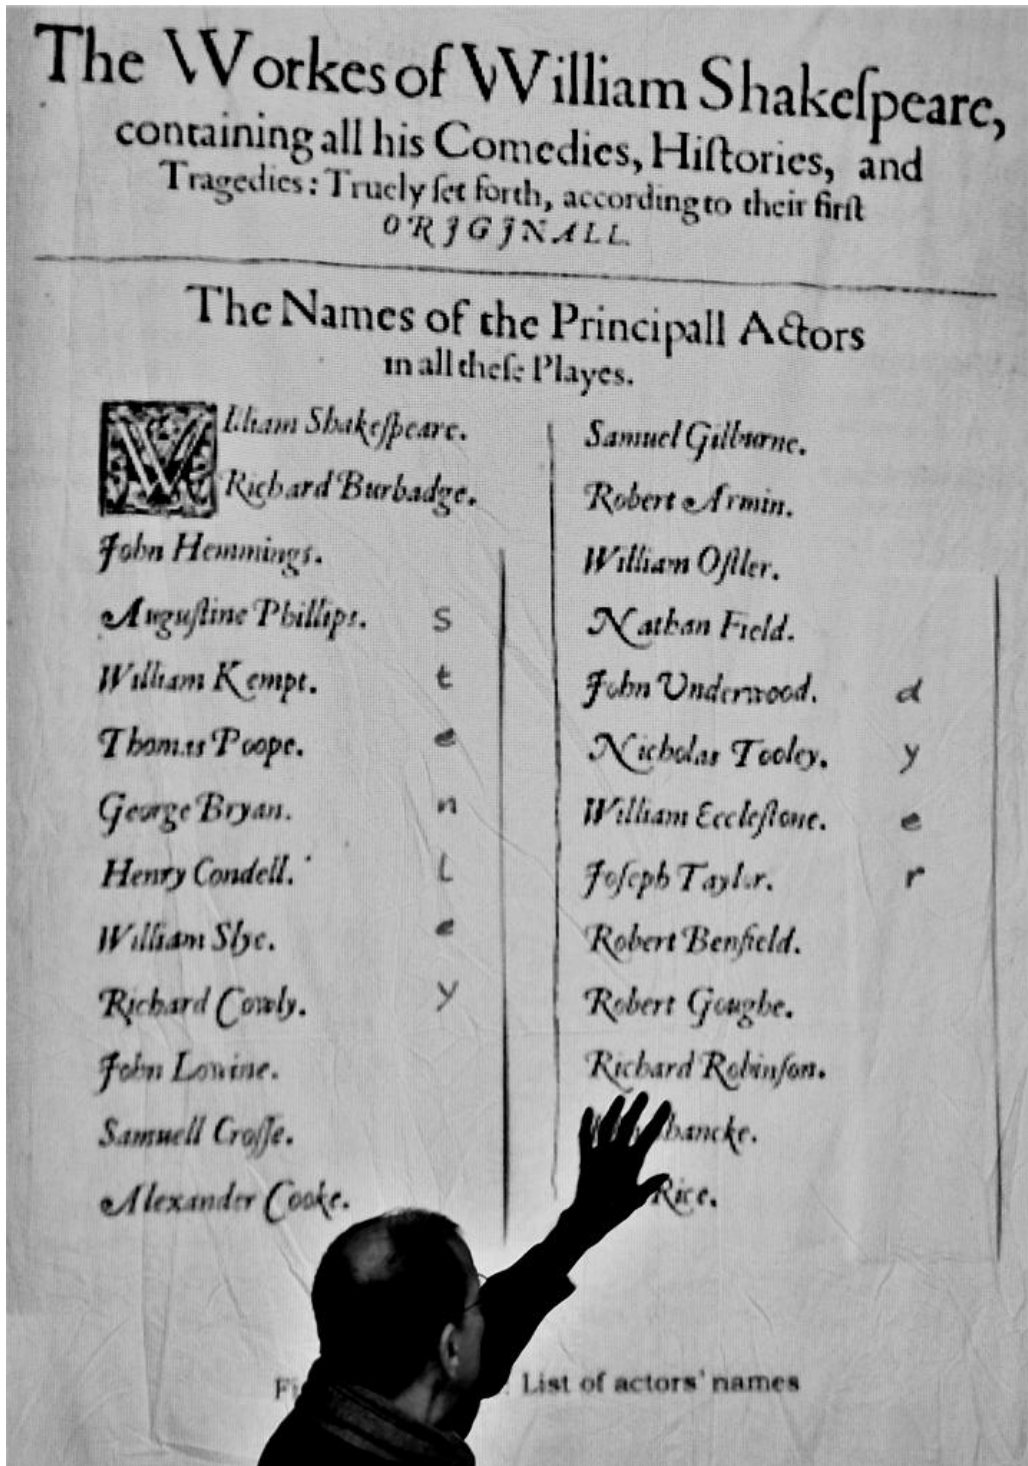 The Workes of William Shakeſpeare,
containing all his Comedies, Hiſtories, and
Tragedies: Truely ſet forth, according to their firſt
ORJGJNALL.
The Names of the Principall Actors
in all theſe Playes.
William Shakeſpeare.
Richard Burbadge.
John Hemmings.
Auguſtine Phillips.
William Kempt.
Thomas Poope.
George Bryan.
Henry Condell.
William Slye.
Richard Cowly.
John Lowine.
Samuell Croſſe.
Alexander Cooke.
s
t
e
n
l
e
y
Samuel Gilburne.
Robert Armin.
William Oſtler.
Nathan Field.
John Underwood.
Nicholas Tooley.
William Eccleſtone.
Joſeph Taylor.
Robert Benfield.
Robert Goughe.
Richard Robinſon.
hancke.
Rice.
d
y
e
r
List of actors' names